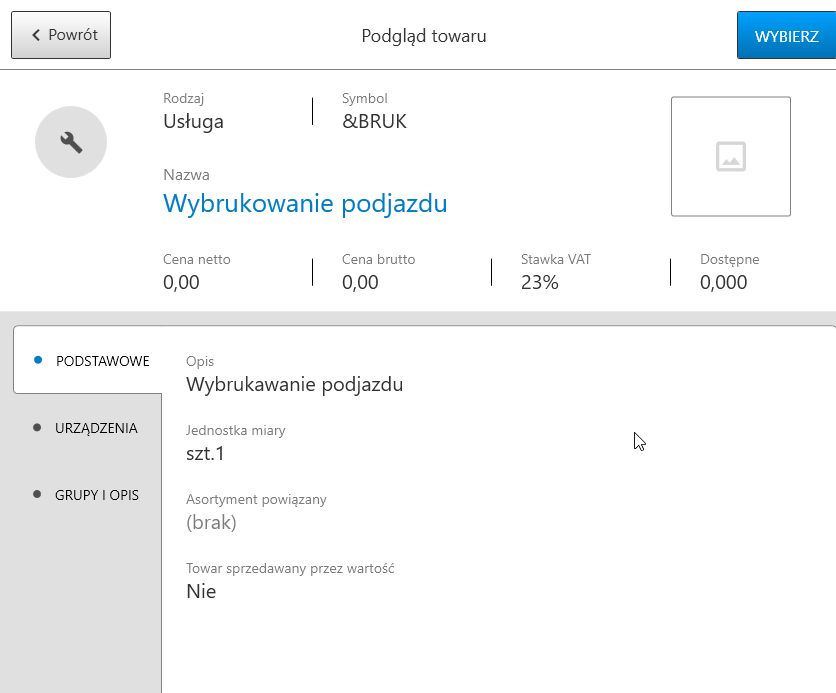 Powrót
Podgląd towaru
WYBIERZ
Rodzaj
Usługa
Symbol
&BRUK
Nazwa
Wybrukowanie podjazdu
Cena netto
0,00
Cena brutto
0,00
Stawka VAT
23%
Dostępne
0,000
PODSTAWOWE
URZĄDZENIA
GRUPY I OPIS
Opis
Wybrukawanie podjazdu
Jednostka miary
szt.1
Asortyment powiązany
(brak)
Towar sprzedawany przez wartość
Nie